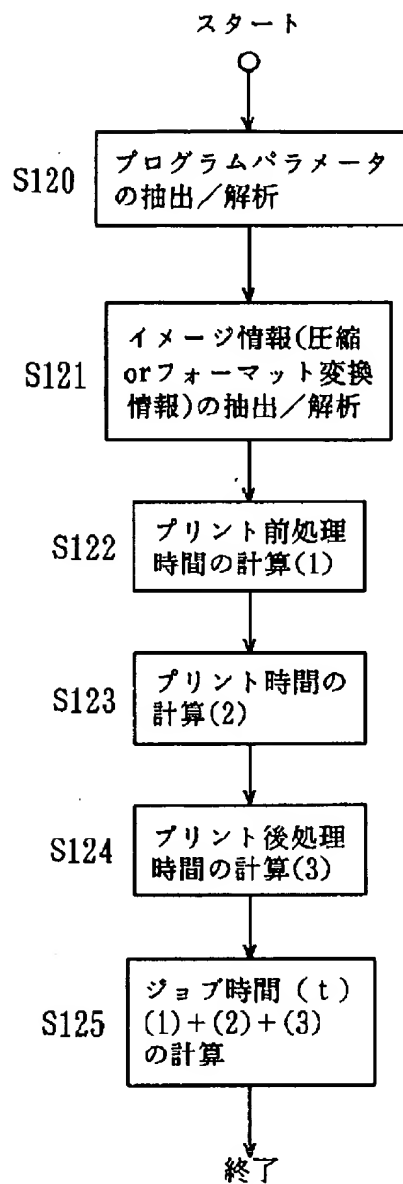 スタート
S120
プログラムパラメータ
の抽出/解析
S121
イメージ情報(圧縮
orフォーマット変換
情報)の抽出/解析
S122
プリント前処理
時間の計算(1)
S123
プリント時間の
計算(2)
S124
プリント後処理
時間の計算(3)
S125
ジョブ時間(t)
(1)+(2)+(3)
の計算
終了